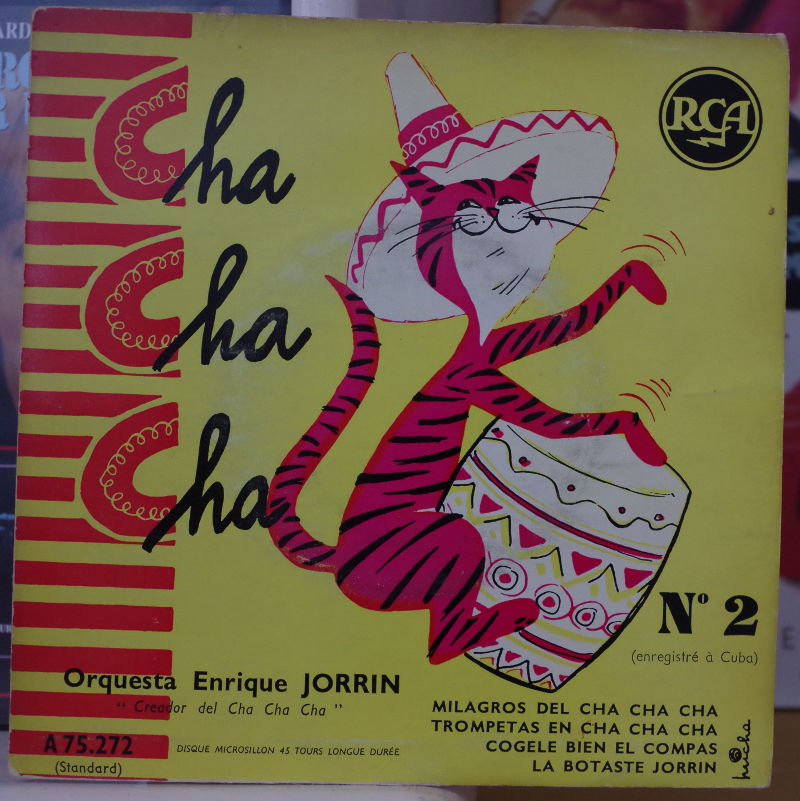 Cha
Cha
Cha
RCA
Nº 2
(enregistré à Cuba)
Orquesta Enrique JORRIN
" Creador del Cha Cha Cha "
A 75.272
(Standard)
DISQUE MICROSILLON 45 TOURS LONGUE DURÉE
MILAGROS DEL CHA CHA CHA
TROMPETAS EN CHA CHA CHA
COGELE BIEN EL COMPAS
LA BOTASTE JORRIN